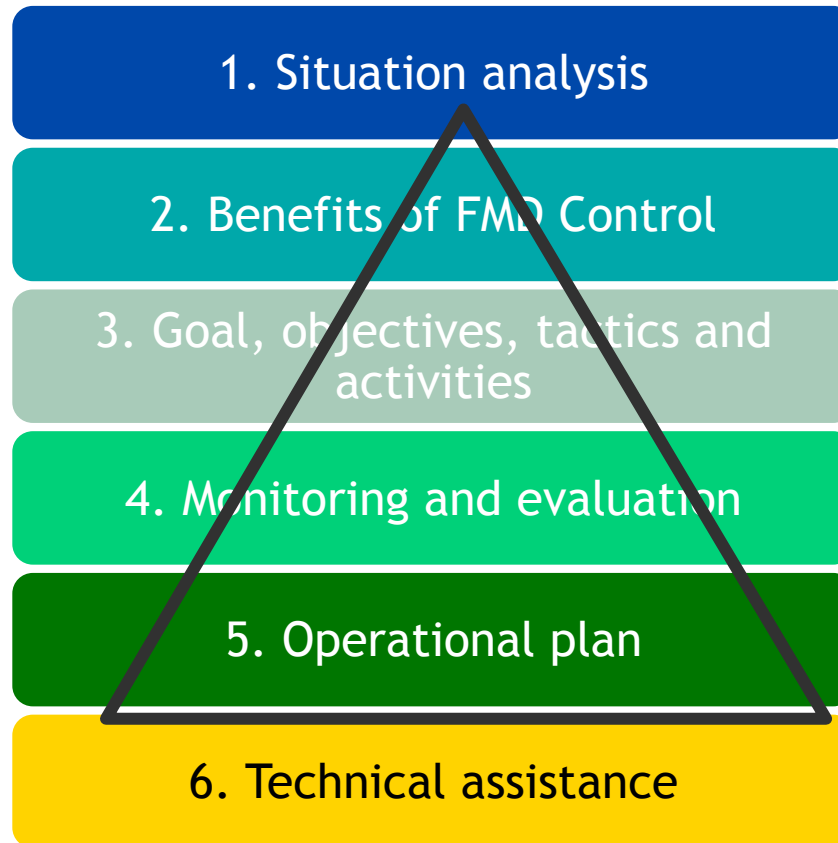 1. Situation analysis
2. Benefits of FMD Control
3. Goal, objectives, tactics and
activities
4. Monitoring and evaluation
5. Operational plan
6. Technical assistance